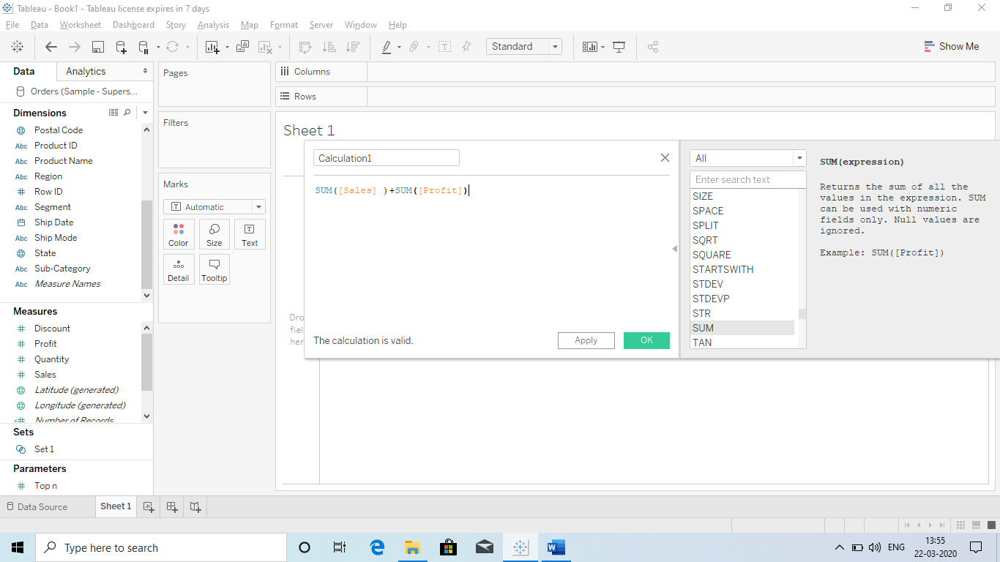 Tableau - Book1 - Tableau license expires in 7 days
File Data Worksheet Dashboard Story Analysis Map Format Server Window Help
Standard
Show Me
Data Analytics
Orders (Sample - Supers...
Dimensions
Postal Code
Abc Product ID
Abc Product Name
Abc Region
Row ID
Abc Segment
Ship Date
Abc Ship Mode
State
Abc Sub-Category
Abc Measure Names
Measures
Discount
Profit
Quantity
Sales
Latitude (generated)
Longitude (generated)
Number of Records
Sets
Set 1
Parameters
Top n
Pages
Filters
Marks
Automatic
Color Size Text
Detail Tooltip
Columns
Rows
Sheet 1
Dro
fiel
her
Calculation1
SUM([Sales] )+SUM([Profit])
The calculation is valid.
Apply OK
All
Enter search text
SIZE
SPACE
SPLIT
SQRT
SQUARE
STARTSWITH
STDEV
STDEVP
STR
SUM
TAN
SUM(expression)
Returns the sum of all the
values in the expression. SUM
can be used with numeric
fields only. Null values are
ignored.
Example: SUM([Profit])
Data Source Sheet 1
Type here to search
ENG
13:55
22-03-2020